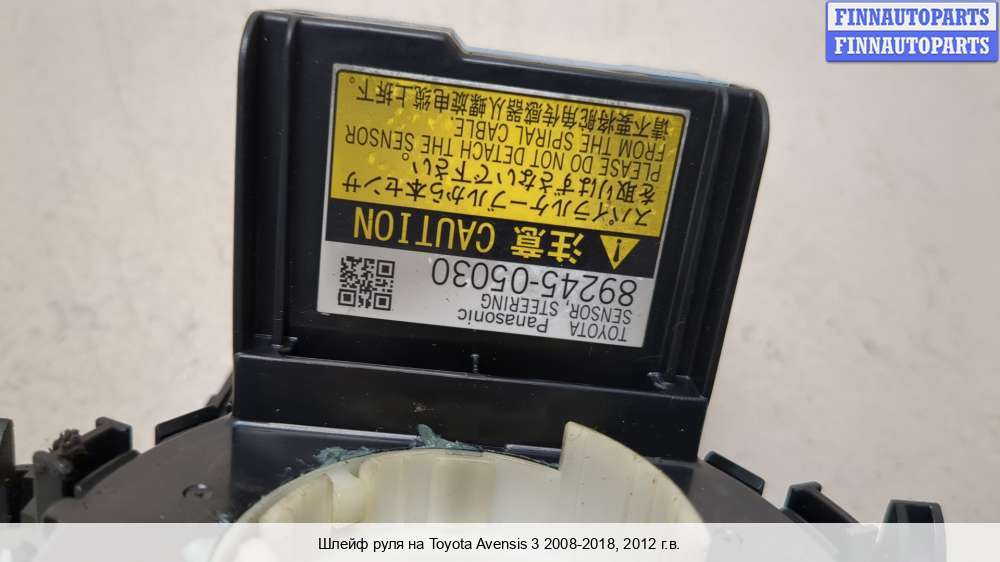 FINNAUTOPARTS
FINNAUTOPARTS
TOYOTA Panasonic
SENSOR, STEERING
89245-05030
注意 CAUTION
スパイラルケーブルから本センサ
を取りはずさないで下さい。
PLEASE DO NOT DETACH THE SENSOR
FROM THE SPIRAL CABLE.
请不要将舵角传感器从螺旋电缆上拆下。
Шлейф руля на Toyota Avensis 3 2008-2018, 2012 г.в.